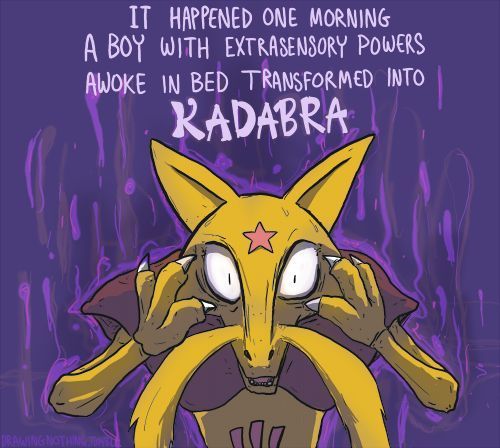 IT HAPPENED ONE MORNING
A BOY WITH EXTRASENSORY POWERS
AWOKE IN BED TRANSFORMED INTO
KADABRA